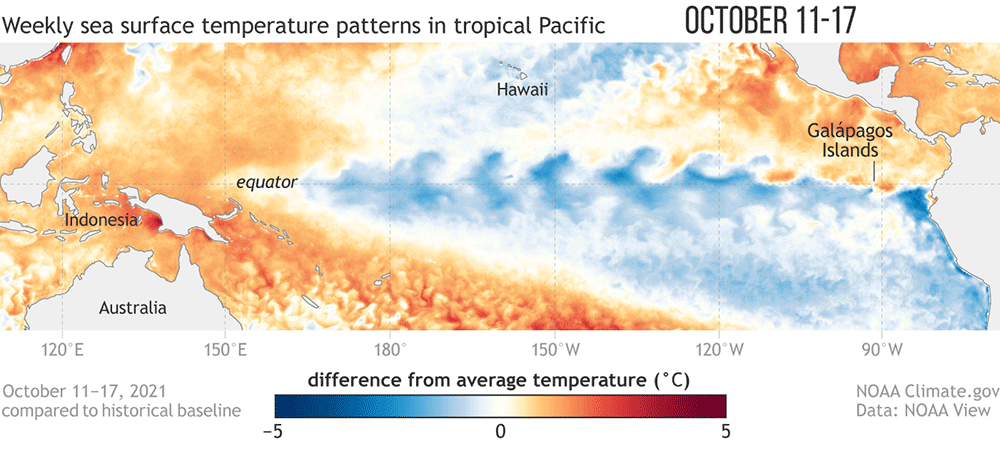 Weekly sea surface temperature patterns in tropical Pacific
OCTOBER 11-17
Hawaii
Galápagos
Islands
equator
Indonesia
Australia
120°E
150°E
180
150°W
120°W
90°W
October 11–17, 2021
compared to historical baseline
difference from average temperature (°C)
−5
0
5
NOAA Climate.gov
Data: NOAA View